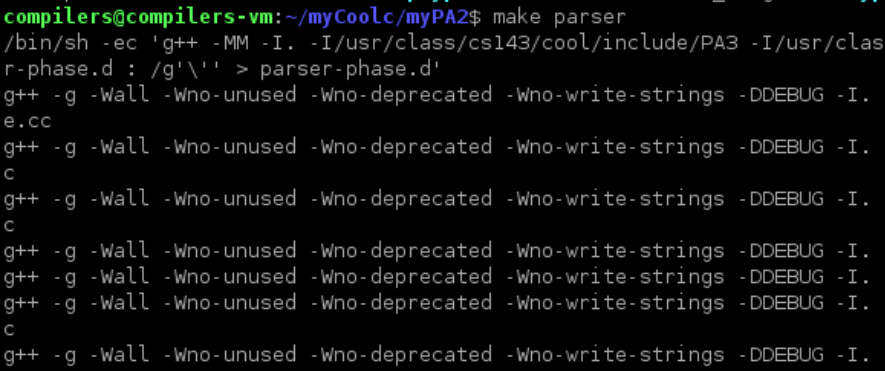 compilers@compilers-vm:~/myCoolc/myPA2$ make parser
/bin/sh -ec 'g++ -MM -I. -I/usr/class/cs143/cool/include/PA3 -I/usr/clas
r-phase.d : /g'\'' > parser-phase.d'
g++ -g -Wall -Wno-unused -Wno-deprecated -Wno-write-strings -DDEBUG -I.
e.cc
g++ -g -Wall -Wno-unused -Wno-deprecated -Wno-write-strings -DDEBUG -I.
c
g++ -g -Wall -Wno-unused -Wno-deprecated -Wno-write-strings -DDEBUG -I.
c
g++ -g -Wall -Wno-unused -Wno-deprecated -Wno-write-strings -DDEBUG -I.
g++ -g -Wall -Wno-unused -Wno-deprecated -Wno-write-strings -DDEBUG -I.
g++ -g -Wall -Wno-unused -Wno-deprecated -Wno-write-strings -DDEBUG -I.
c
g++ -g -Wall -Wno-unused -Wno-deprecated -Wno-write-strings -DDEBUG -I.